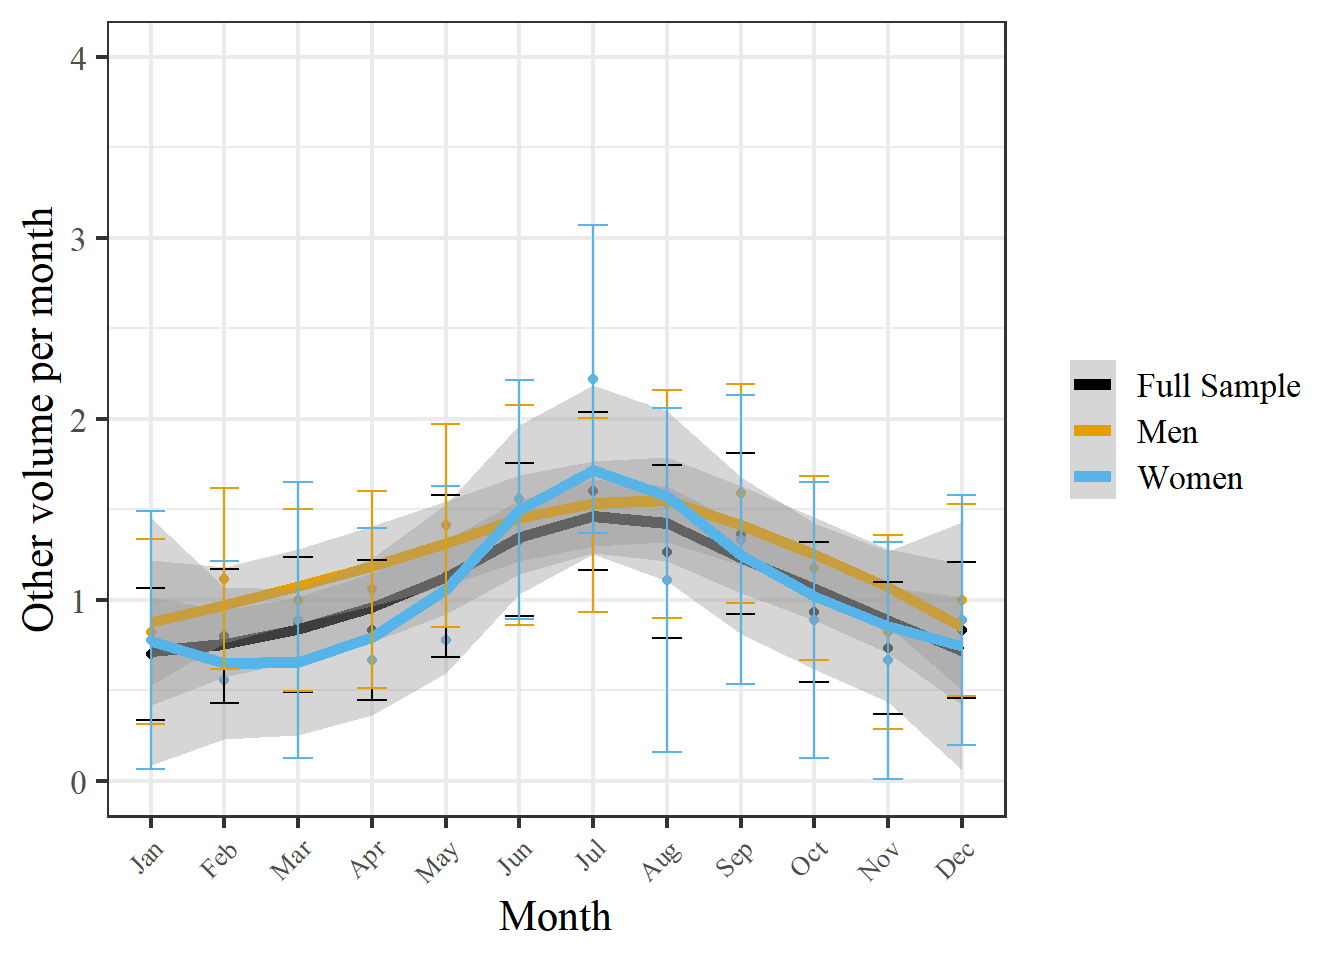 Other volume per month
4
3
2
1
0
Jan Feb Mar Apr May Jun Jul Aug Sep Oct Nov Dec
Month
Full Sample
Men
Women